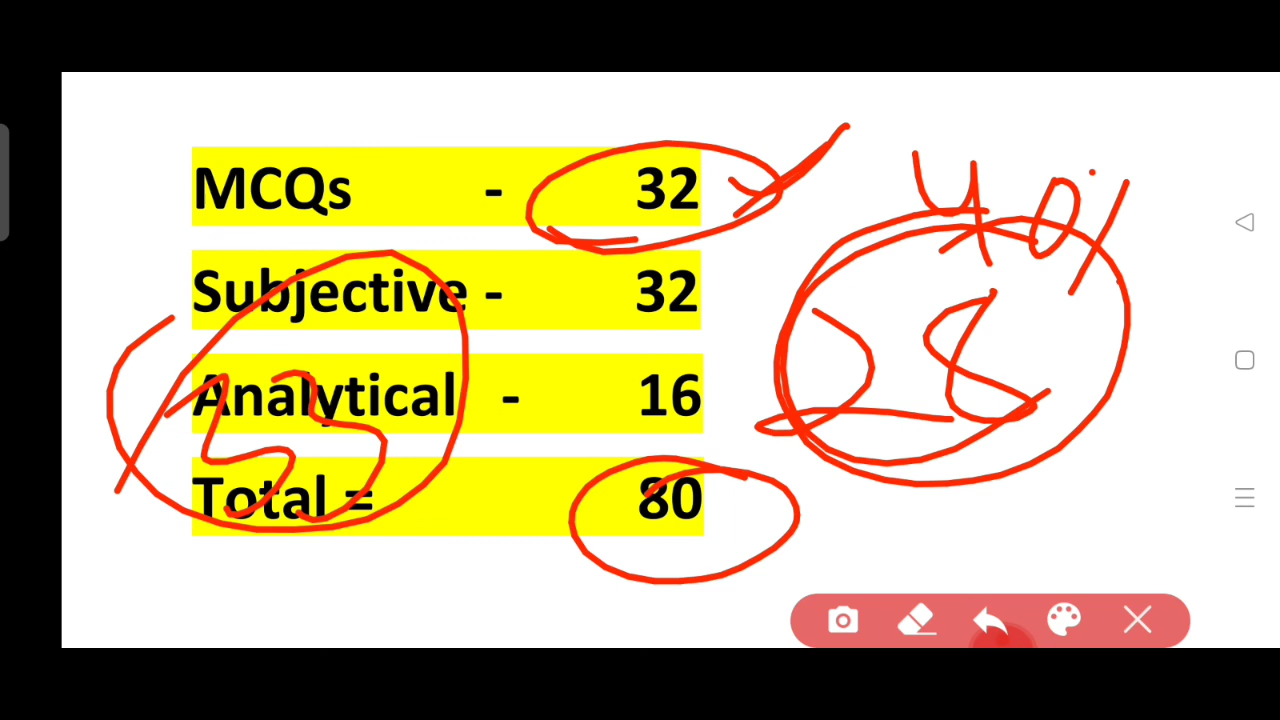 MCQs - 32
Subjective - 32
Analytical - 16
Total = 80